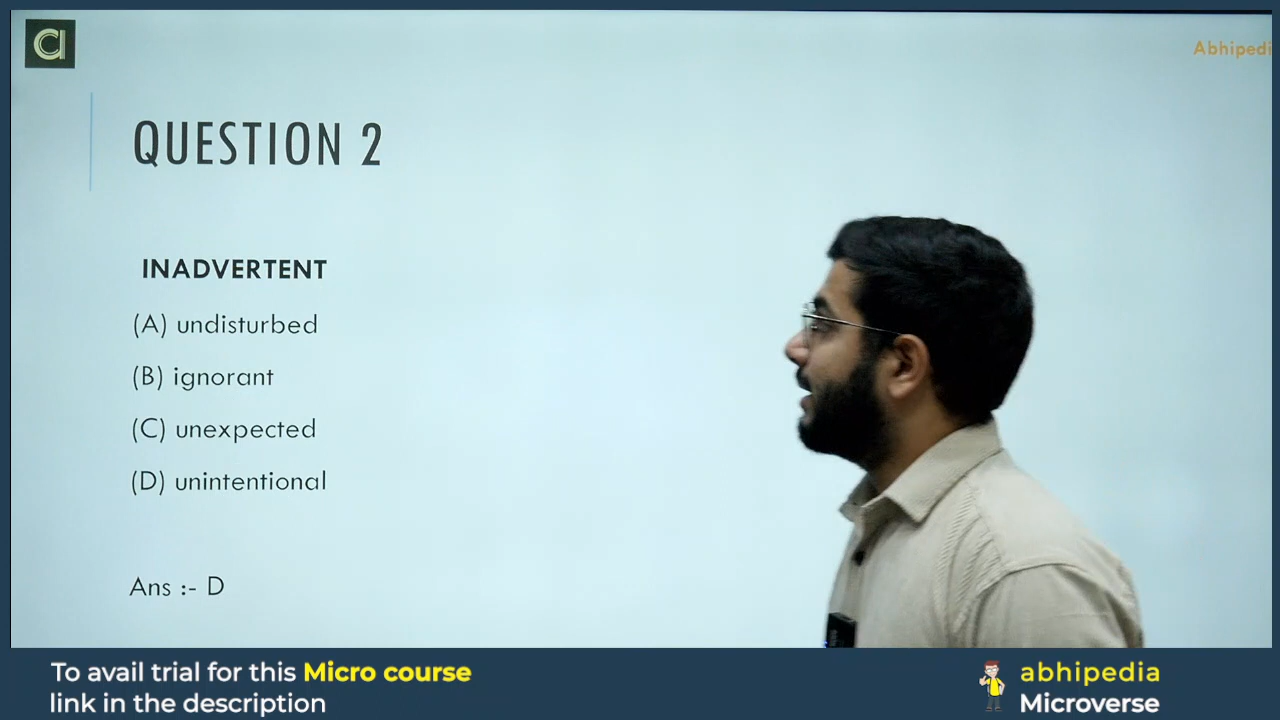 Abhipedi
QUESTION 2
INADVERTENT
(A) undisturbed
(B) ignorant
(C) unexpected
(D) unintentional
Ans :- D
To avail trial for this Micro course
link in the description
abhipedia
Microverse